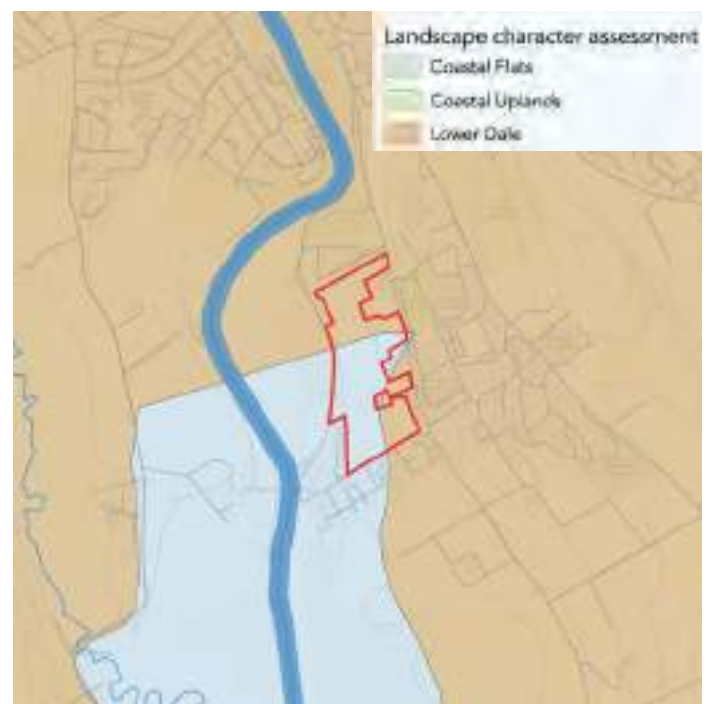 Landscape character assessment
Coastal Flats
Coastal Uplands
Lower Dale